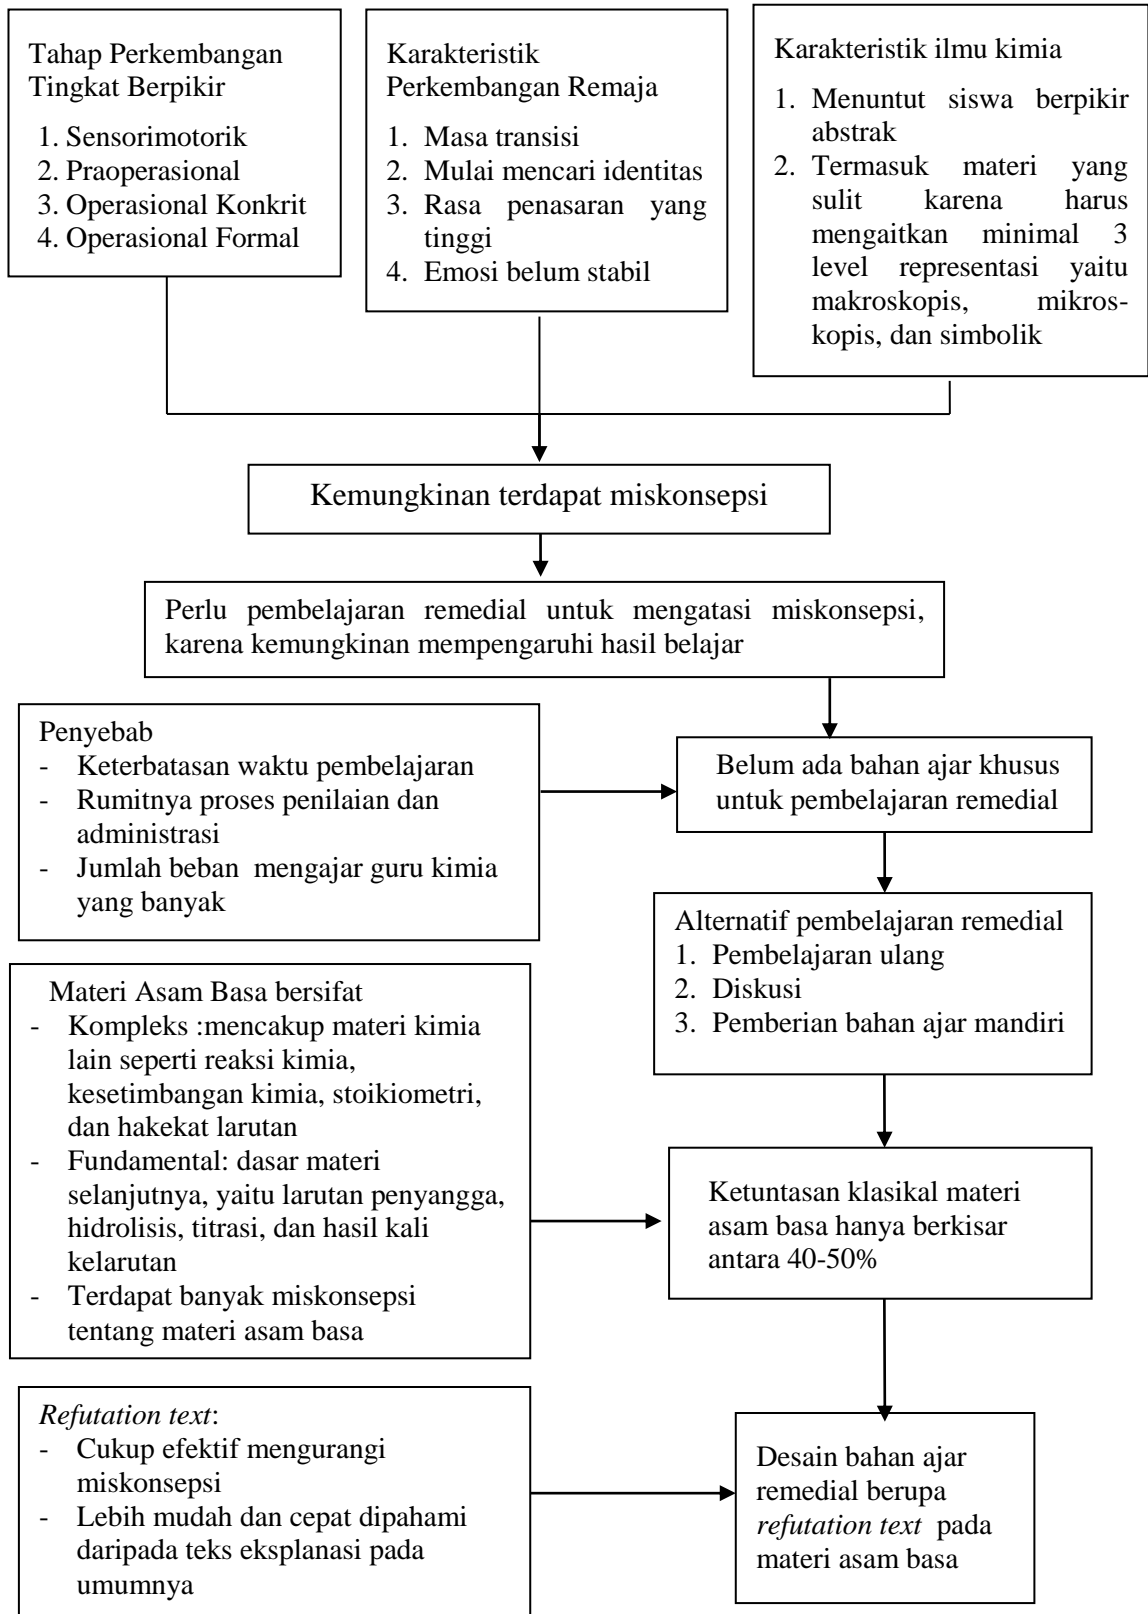 Tahap Perkembangan
Tingkat Berpikir
1. Sensorimotorik
2. Praoperasional
3. Operasional Konkrit
4. Operasional Formal
Karakteristik
Perkembangan Remaja
1. Masa transisi
2. Mulai mencari identitas
3. Rasa penasaran yang
tinggi
4. Emosi belum stabil
Karakteristik ilmu kimia
1. Menuntut siswa berpikir
abstrak
2. Termasuk materi yang
sulit karena harus
mengaitkan minimal 3
level representasi yaitu
makroskopis, mikros-
kopis, dan simbolik
Kemungkinan terdapat miskonsepsi
Perlu pembelajaran remedial untuk mengatasi miskonsepsi,
karena kemungkinan mempengaruhi hasil belajar
Penyebab
- Keterbatasan waktu pembelajaran
- Rumitnya proses penilaian dan
administrasi
- Jumlah beban mengajar guru kimia
yang banyak
Belum ada bahan ajar khusus
untuk pembelajaran remedial
Alternatif pembelajaran remedial
1. Pembelajaran ulang
2. Diskusi
3. Pemberian bahan ajar mandiri
Materi Asam Basa bersifat
- Kompleks :mencakup materi kimia
lain seperti reaksi kimia,
kesetimbangan kimia, stoikiometri,
dan hakekat larutan
- Fundamental: dasar materi
selanjutnya, yaitu larutan penyangga,
hidrolisis, titrasi, dan hasil kali
kelarutan
- Terdapat banyak miskonsepsi
tentang materi asam basa
Ketuntasan klasikal materi
asam basa hanya berkisar
antara 40-50%
Refutation text:
- Cukup efektif mengurangi
miskonsepsi
- Lebih mudah dan cepat dipahami
daripada teks eksplanasi pada
umumnya
Desain bahan ajar
remedial berupa
refutation text pada
materi asam basa